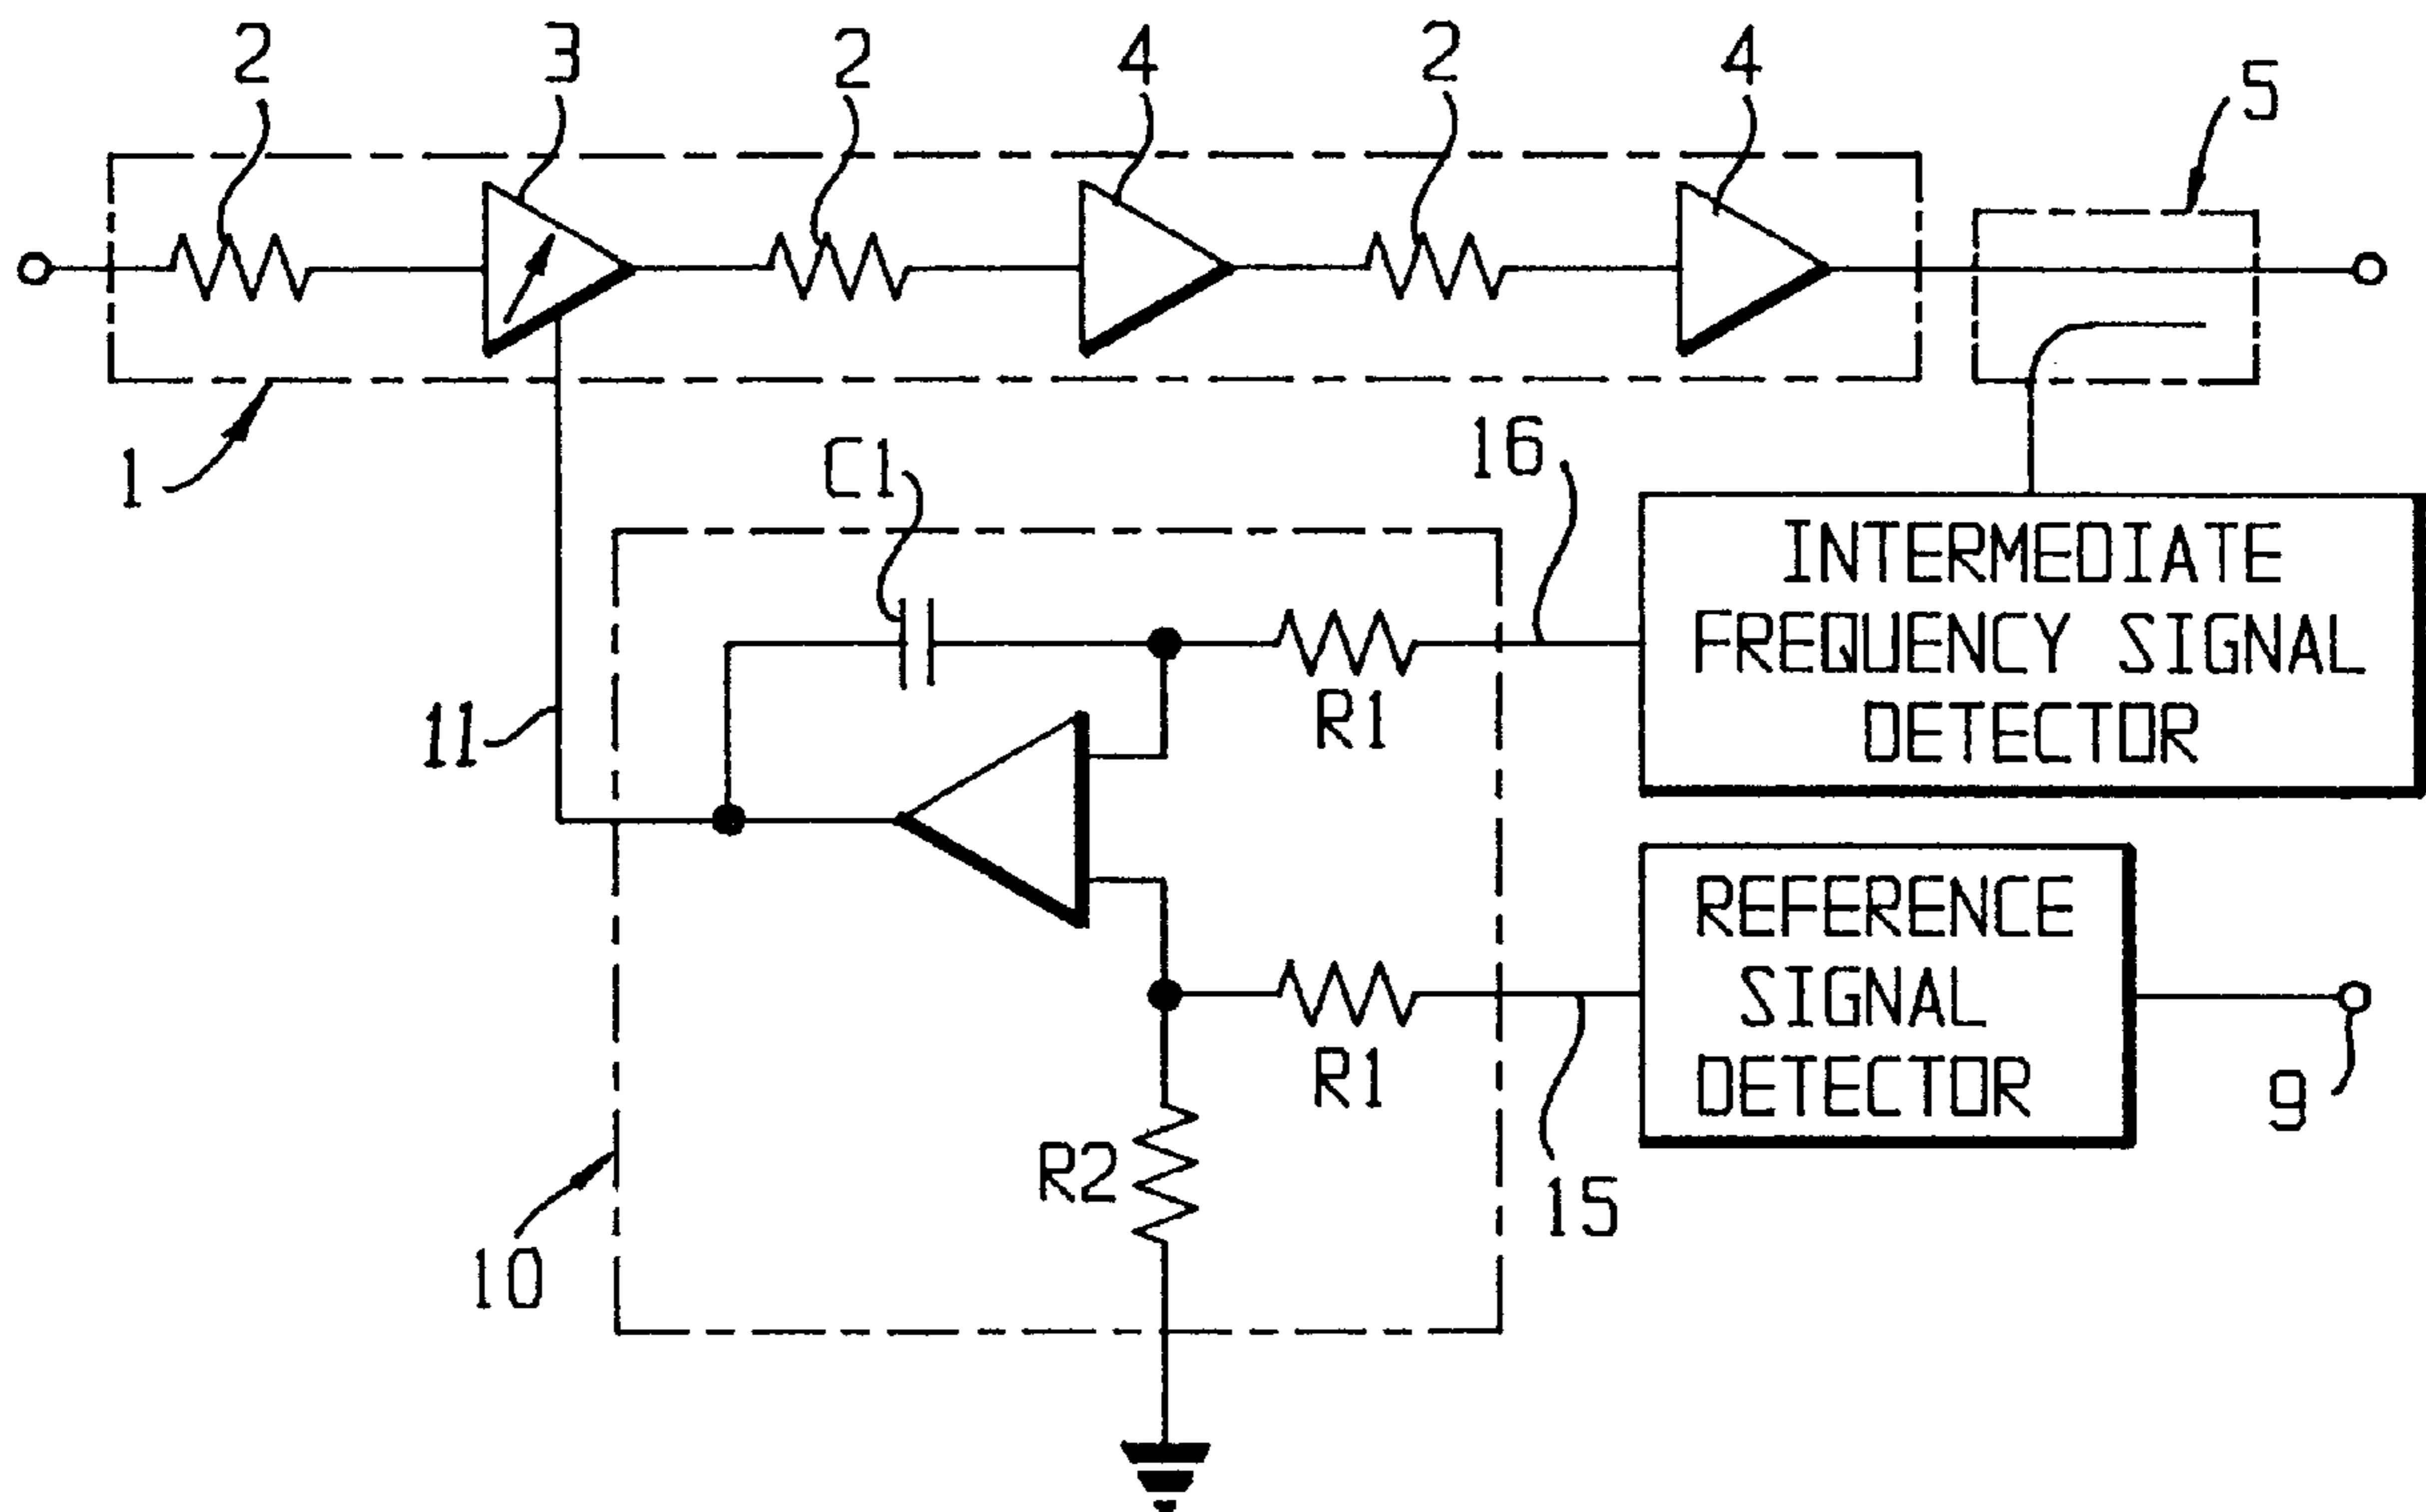 2 3 2 4 2 4 5
1
C1
16
INTERMEDIATE
FREQUENCY SIGNAL
DETECTOR
R1
11
REFERENCE
SIGNAL
DETECTOR
R1
9
R2
15
10